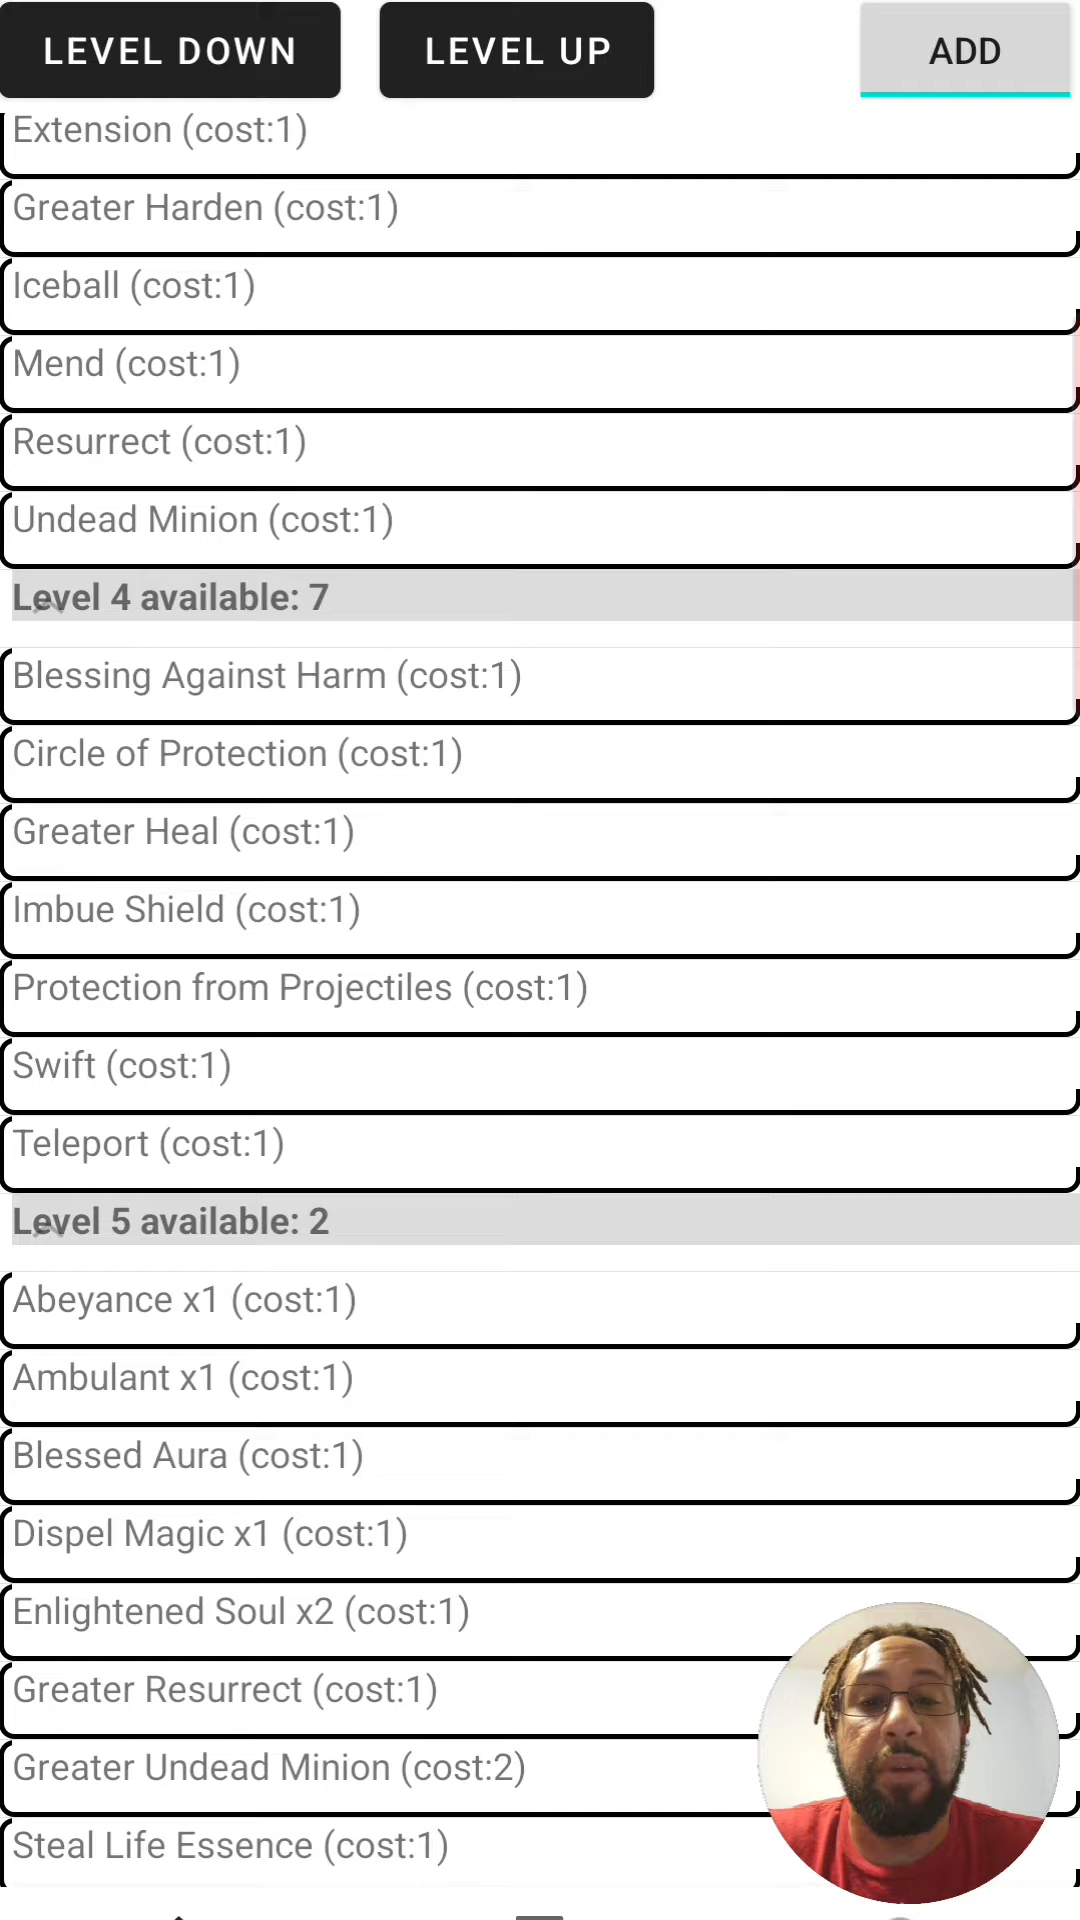 LEVEL DOWN
LEVEL UP
ADD
Extension (cost:1)
Greater Harden (cost:1)
Iceball (cost:1)
Mend (cost:1)
Resurrect (cost:1)
Undead Minion (cost:1)
Level 4 available: 7
Blessing Against Harm (cost:1)
Circle of Protection (cost:1)
Greater Heal (cost:1)
Imbue Shield (cost:1)
Protection from Projectiles (cost:1)
Swift (cost:1)
Teleport (cost:1)
Level 5 available: 2
Abeyance x1 (cost:1)
Ambulant x1 (cost:1)
Blessed Aura (cost:1)
Dispel Magic x1 (cost:1)
Enlightened Soul x2 (cost:1)
Greater Resurrect (cost:1)
Greater Undead Minion (cost:2)
Steal Life Essence (cost:1)